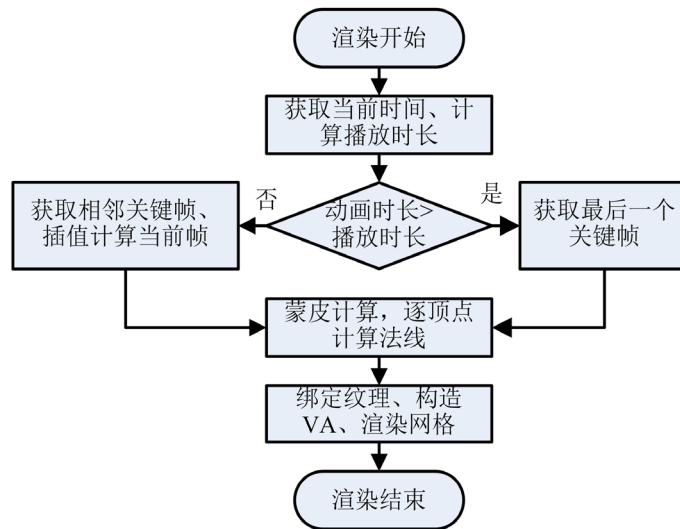 渲染开始
获取当前时间、计
算播放时长
否
是
获取相邻关键帧、
插值计算当前帧
动画时长>
播放时长
获取最后一个
关键帧
蒙皮计算，逐顶点
计算法线
绑定纹理、构造
VA、渲染网格
渲染结束